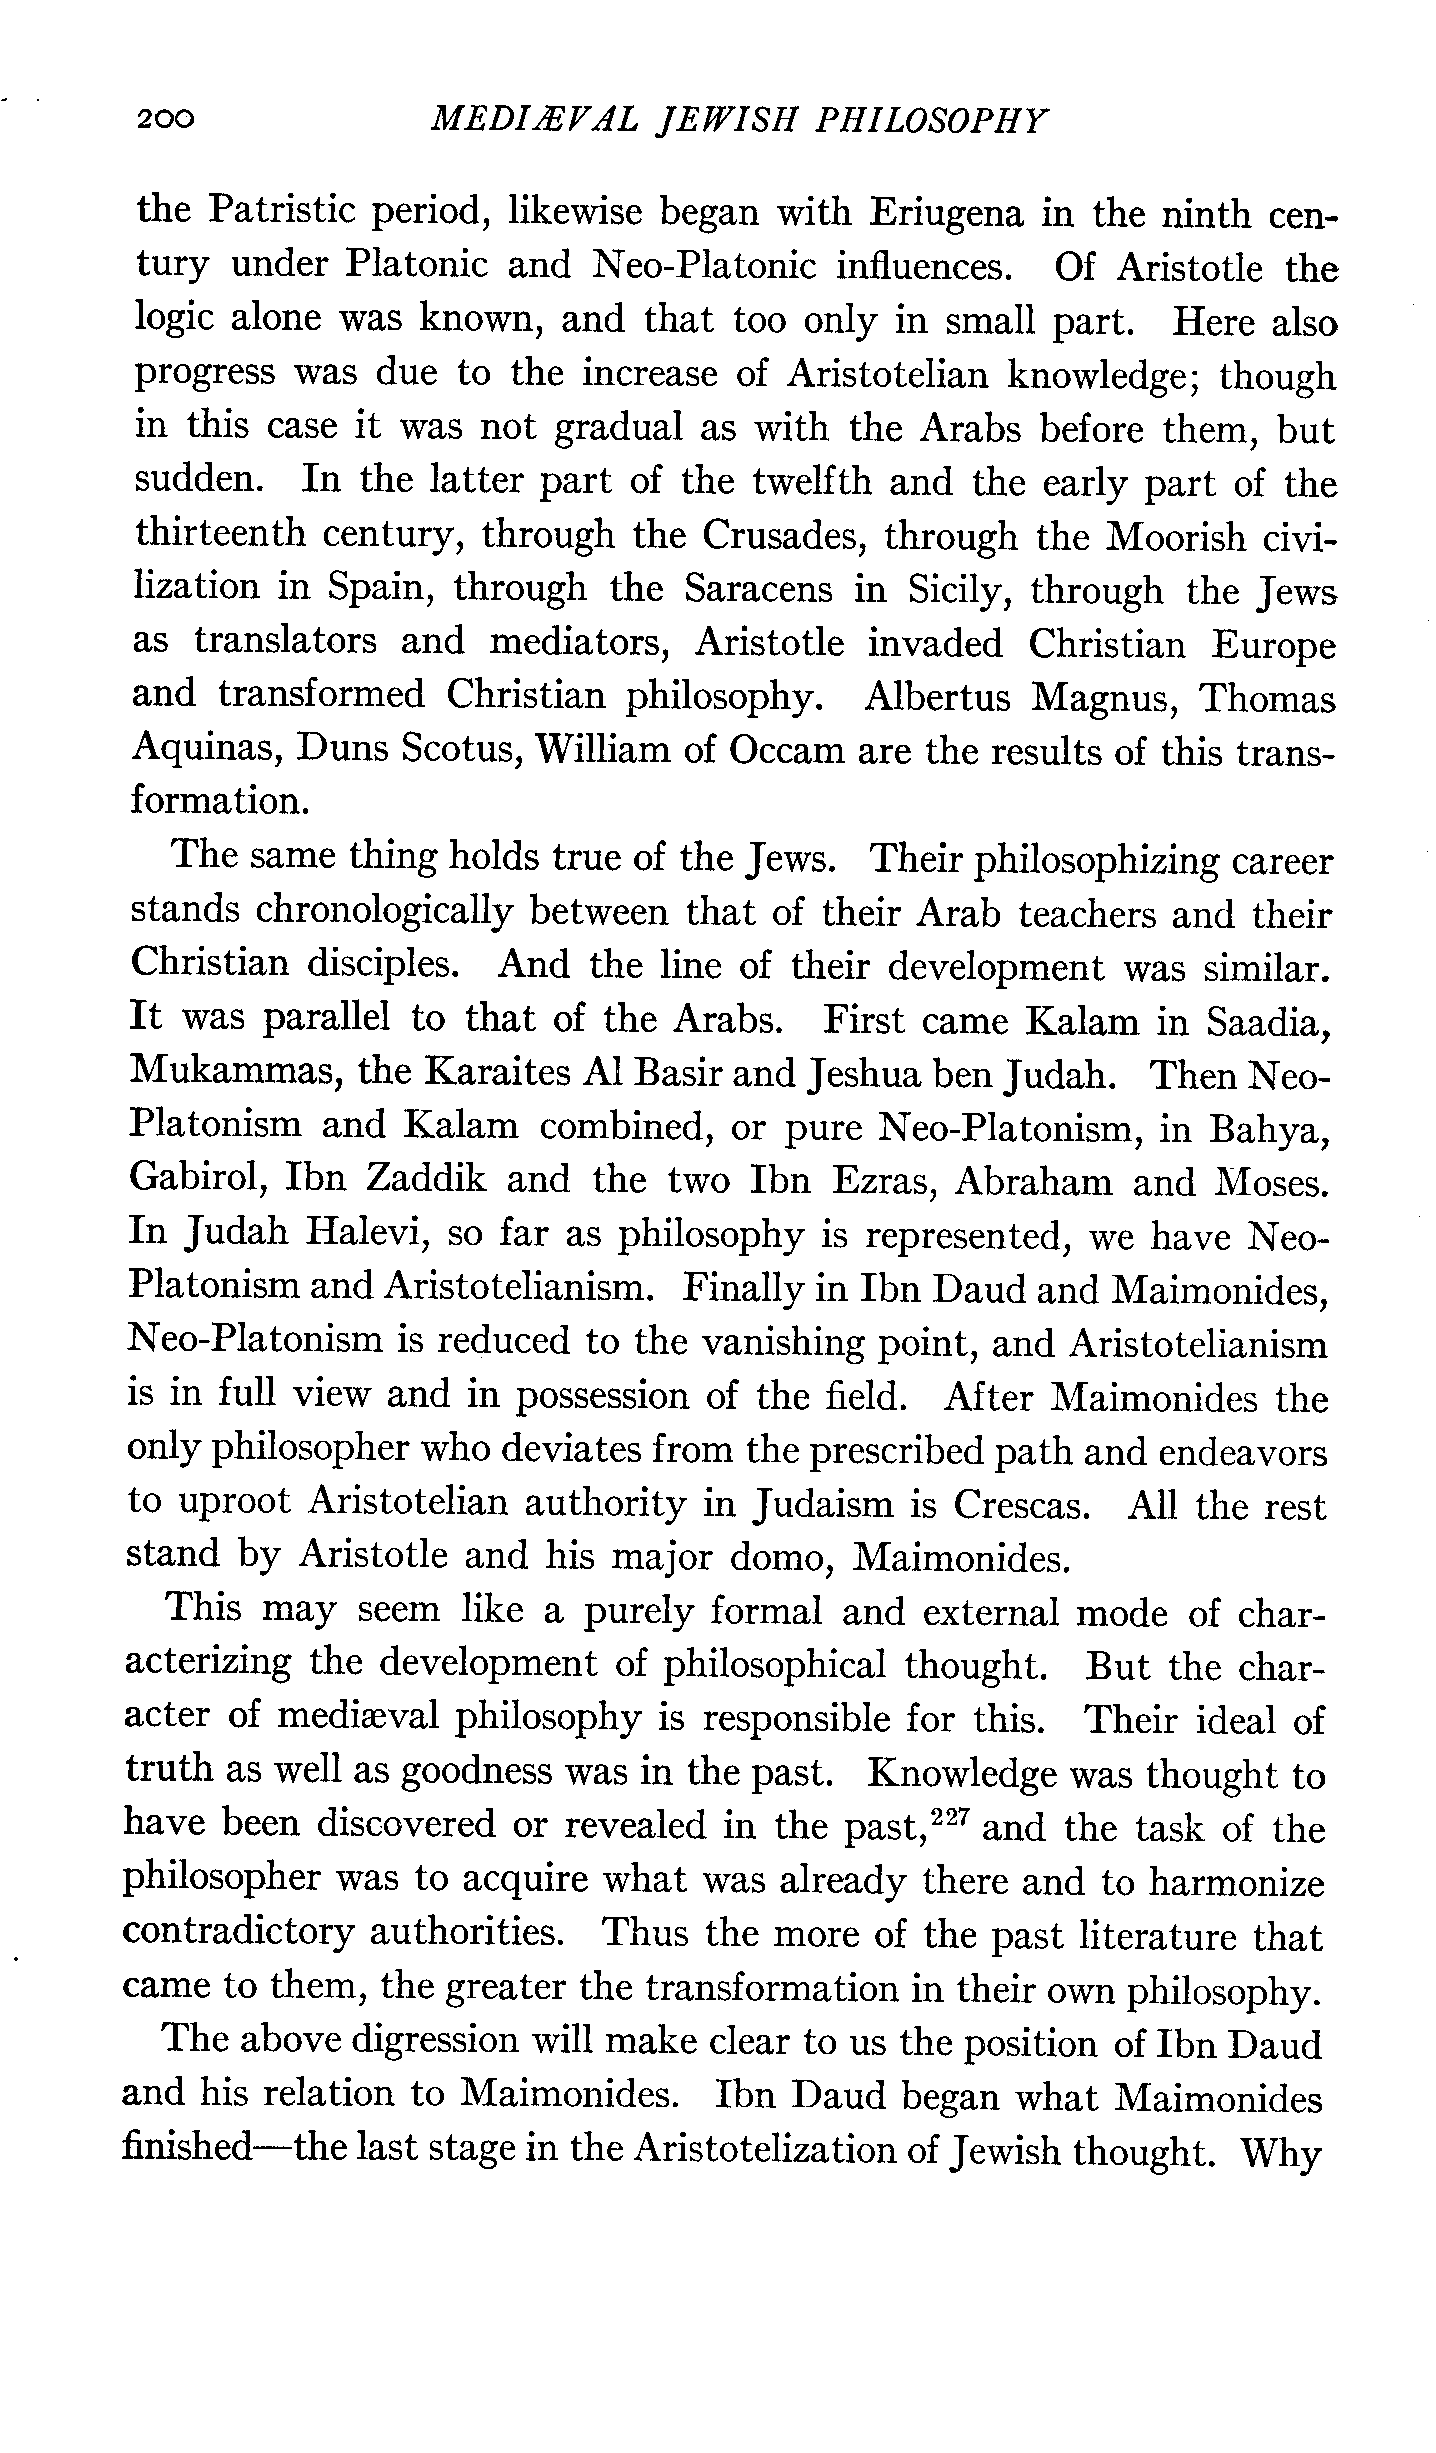 200 MEDIÆVAL JEWISH PHILOSOPHY
the Patristic period, likewise began with Eriugena in the ninth cen-
tury under Platonic and Neo-Platonic influences. Of Aristotle the
logic alone was known, and that too only in small part. Here also
progress was due to the increase of Aristotelian knowledge; though
in this case it was not gradual as with the Arabs before them, but
sudden. In the latter part of the twelfth and the early part of the
thirteenth century, through the Crusades, through the Moorish civi-
lization in Spain, through the Saracens in Sicily, through the Jews
as translators and mediators, Aristotle invaded Christian Europe
and transformed Christian philosophy. Albertus Magnus, Thomas
Aquinas, Duns Scotus, William of Occam are the results of this trans-
formation.
The same thing holds true of the Jews. Their philosophizing career
stands chronologically between that of their Arab teachers and their
Christian disciples. And the line of their development was similar.
It was parallel to that of the Arabs. First came Kalam in Saadia,
Mukammas, the Karaites Al Basir and Jeshua ben Judah. Then Neo-
Platonism and Kalam combined, or pure Neo-Platonism, in Bahya,
Gabirol, Ibn Zaddik and the two Ibn Ezras, Abraham and Moses.
In Judah Halevi, so far as philosophy is represented, we have Neo-
Platonism and Aristotelianism. Finally in Ibn Daud and Maimonides,
Neo-Platonism is reduced to the vanishing point, and Aristotelianism
is in full view and in possession of the field. After Maimonides the
only philosopher who deviates from the prescribed path and endeavors
to uproot Aristotelian authority in Judaism is Crescas. All the rest
stand by Aristotle and his major domo, Maimonides.
This may seem like a purely formal and external mode of char-
acterizing the development of philosophical thought. But the char-
acter of mediæval philosophy is responsible for this. Their ideal of
truth as well as goodness was in the past. Knowledge was thought to
have been discovered or revealed in the past,²²⁷ and the task of the
philosopher was to acquire what was already there and to harmonize
contradictory authorities. Thus the more of the past literature that
came to them, the greater the transformation in their own philosophy.
The above digression will make clear to us the position of Ibn Daud
and his relation to Maimonides. Ibn Daud began what Maimonides
finished—the last stage in the Aristotelization of Jewish thought. Why